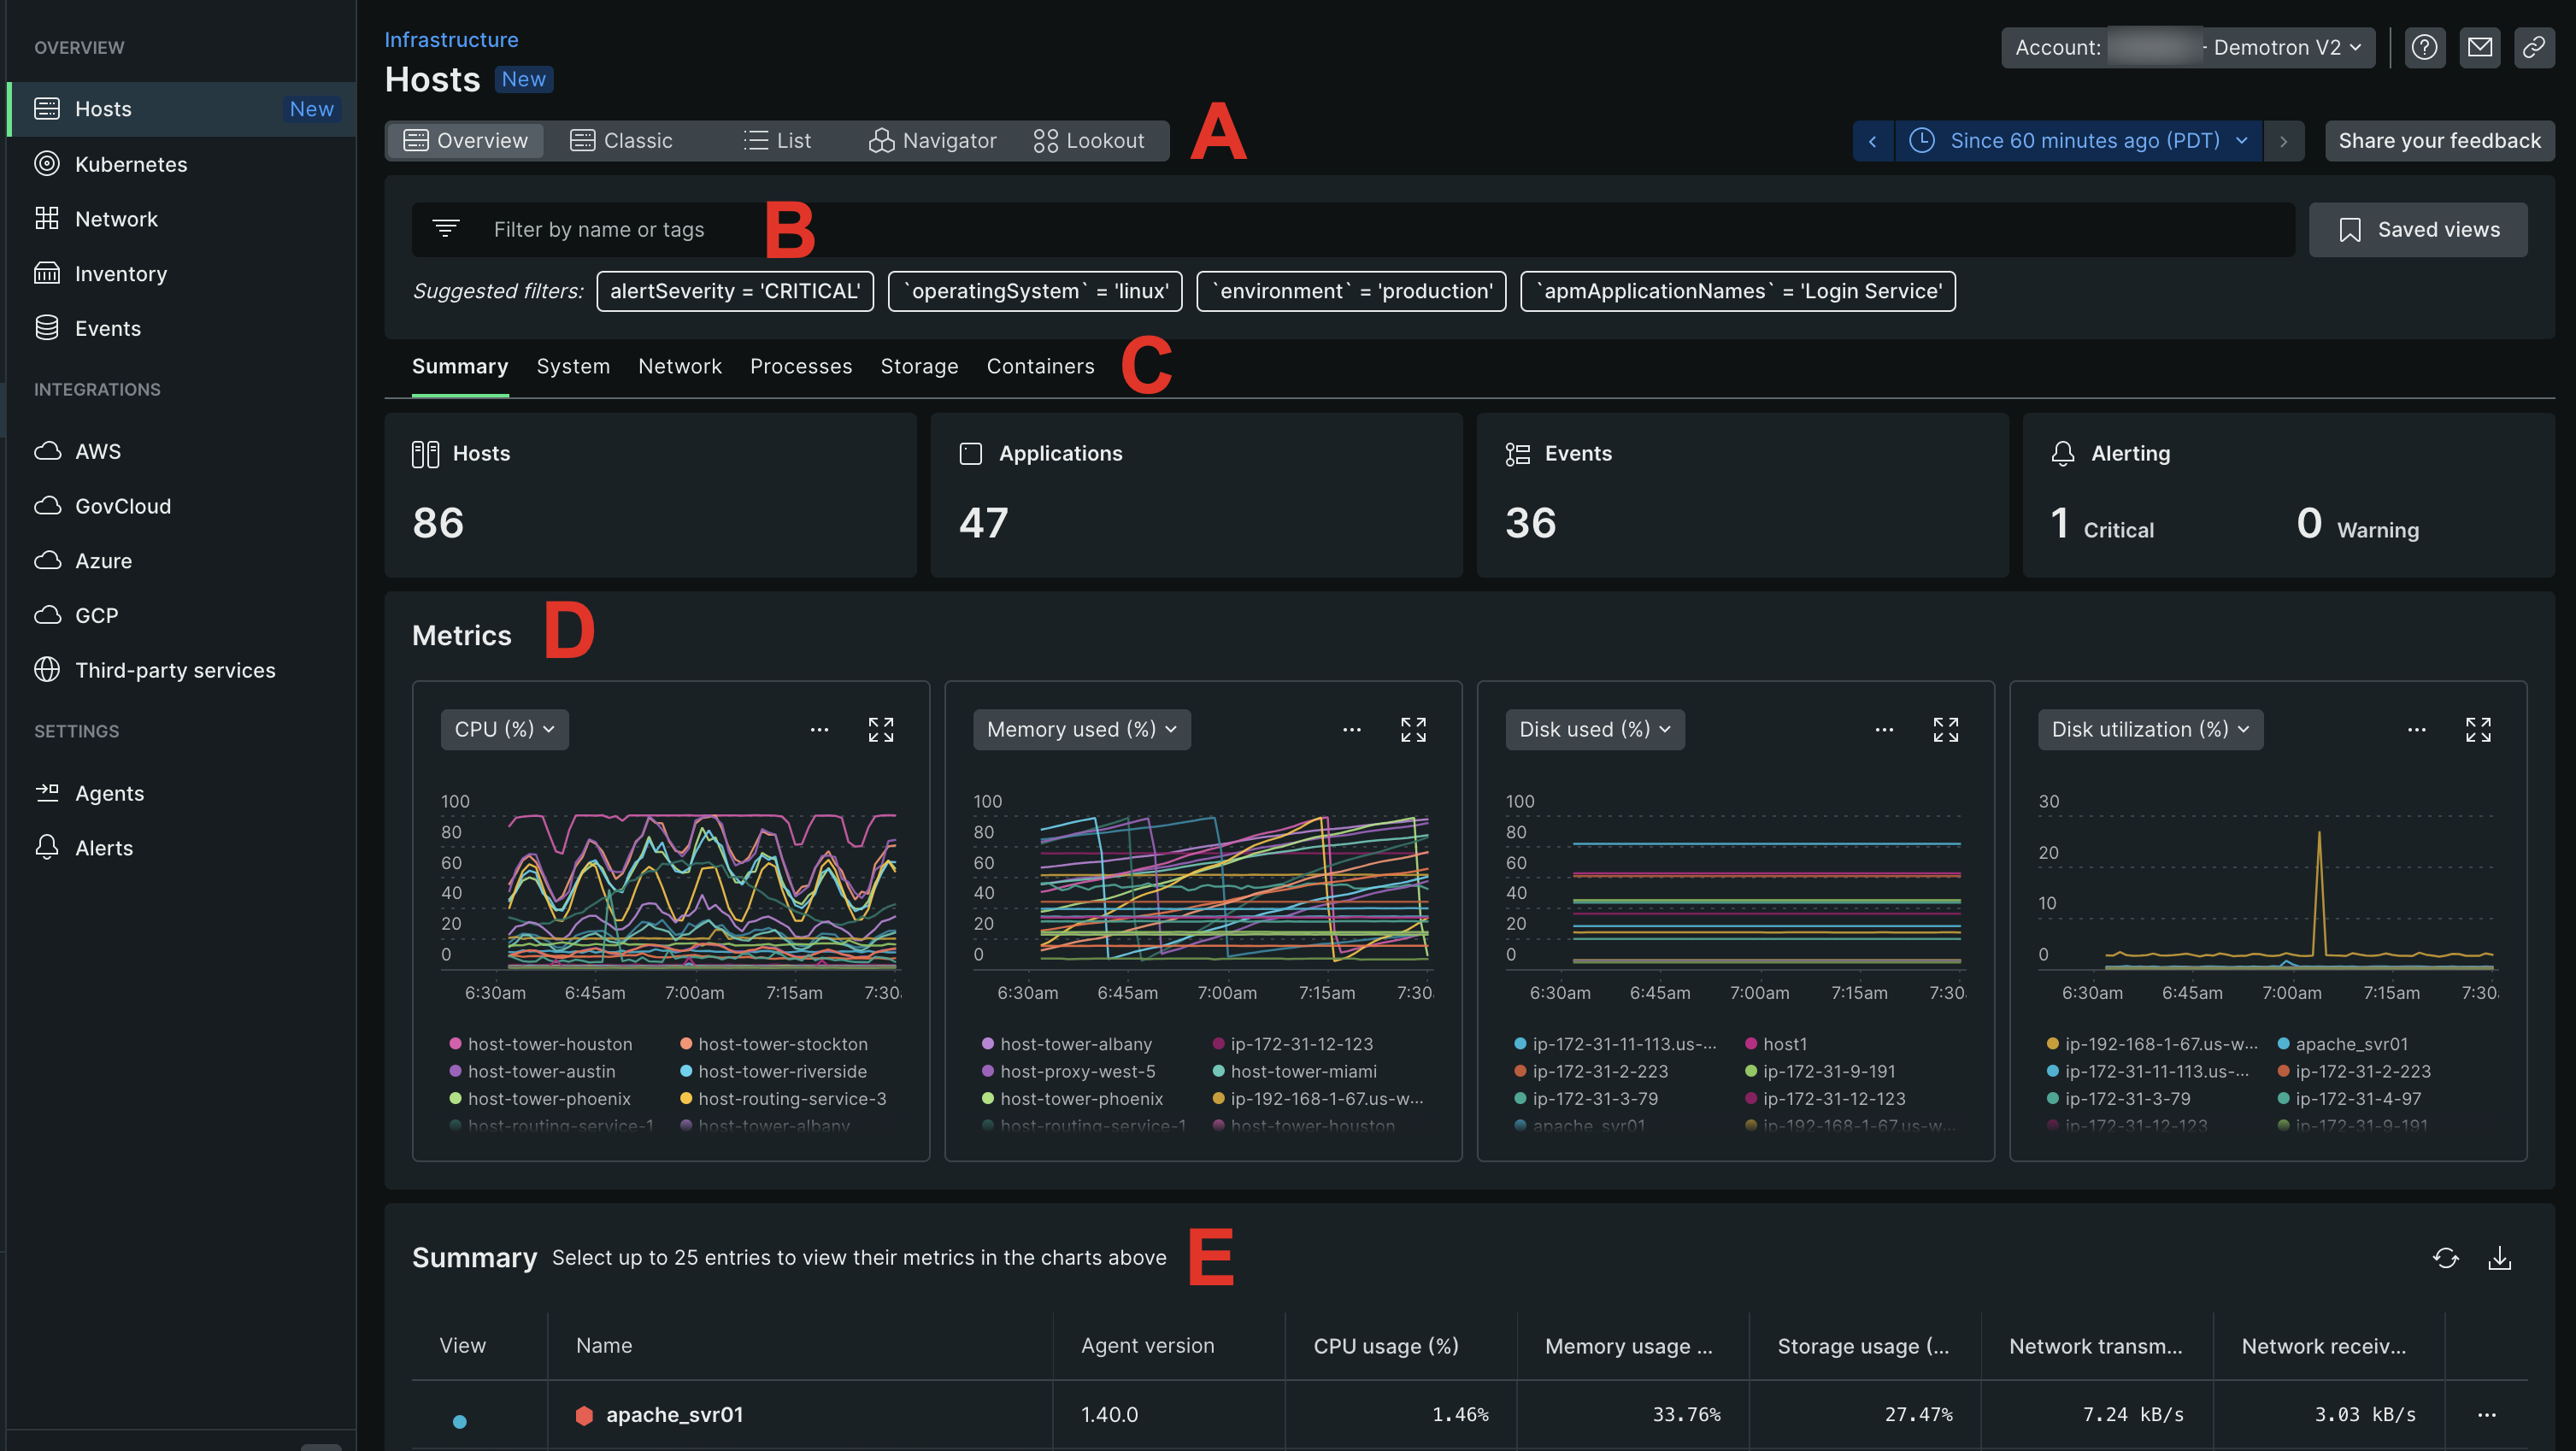 OVERVIEW
Hosts New
Kubernetes
Network
Inventory
Events
INTEGRATIONS
AWS
GovCloud
Azure
GCP
Third-party services
SETTINGS
Agents
Alerts
Infrastructure
Hosts New
Account: - Demotron V2
Overview Classic List Navigator Lookout A
Since 60 minutes ago (PDT) Share your feedback
Filter by name or tags B Saved views
Suggested filters: alertSeverity = 'CRITICAL' `operatingSystem` = 'linux' `environment` = 'production' `apmApplicationNames` = 'Login Service'
Summary System Network Processes Storage Containers C
Hosts
86
Applications
47
Events
36
Alerting
1 Critical 0 Warning
Metrics D
CPU (%) ...
100
80
60
40
20
0
6:30am 6:45am 7:00am 7:15am 7:30
host-tower-houston host-tower-stockton
host-tower-austin host-tower-riverside
host-tower-phoenix host-routing-service-3
host-routing-service-1 host-tower-albany
Memory used (%) ...
100
80
60
40
20
0
6:30am 6:45am 7:00am 7:15am 7:30
host-tower-albany ip-172-31-12-123
host-proxy-west-5 host-tower-miami
host-tower-phoenix ip-192-168-1-67.us-w...
host-routing-service-1 host-tower-houston
Disk used (%) ...
100
80
60
40
20
0
6:30am 6:45am 7:00am 7:15am 7:30
ip-172-31-11-113.us-... host1
ip-172-31-2-223 ip-172-31-9-191
ip-172-31-3-79 ip-172-31-12-123
apache_svr01 ip-192-168-1-67.us-w...
Disk utilization (%) ...
30
20
10
0
6:30am 6:45am 7:00am 7:15am 7:30
ip-192-168-1-67.us-w... apache_svr01
ip-172-31-11-113.us-... ip-172-31-2-223
ip-172-31-3-79 ip-172-31-4-97
ip-172-31-12-123 ip-172-31-9-191
Summary Select up to 25 entries to view their metrics in the charts above E
View Name Agent version CPU usage (%) Memory usage ... Storage usage (... Network transm... Network receiv...
apache_svr01 1.40.0 1.46% 33.76% 27.47% 7.24 kB/s 3.03 kB/s ...